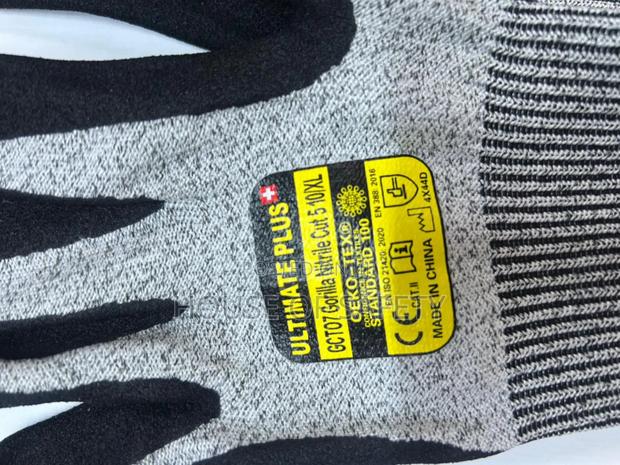 ULTIMATE PLUS
GCT07 Gorilla Nitrile Cut 5 10/XL
OEKO-TEX®
STANDARD 100
EN ISO 21420: 2020 EN 388: 2016
CE CAT.II 4X44D
MADE IN CHINA